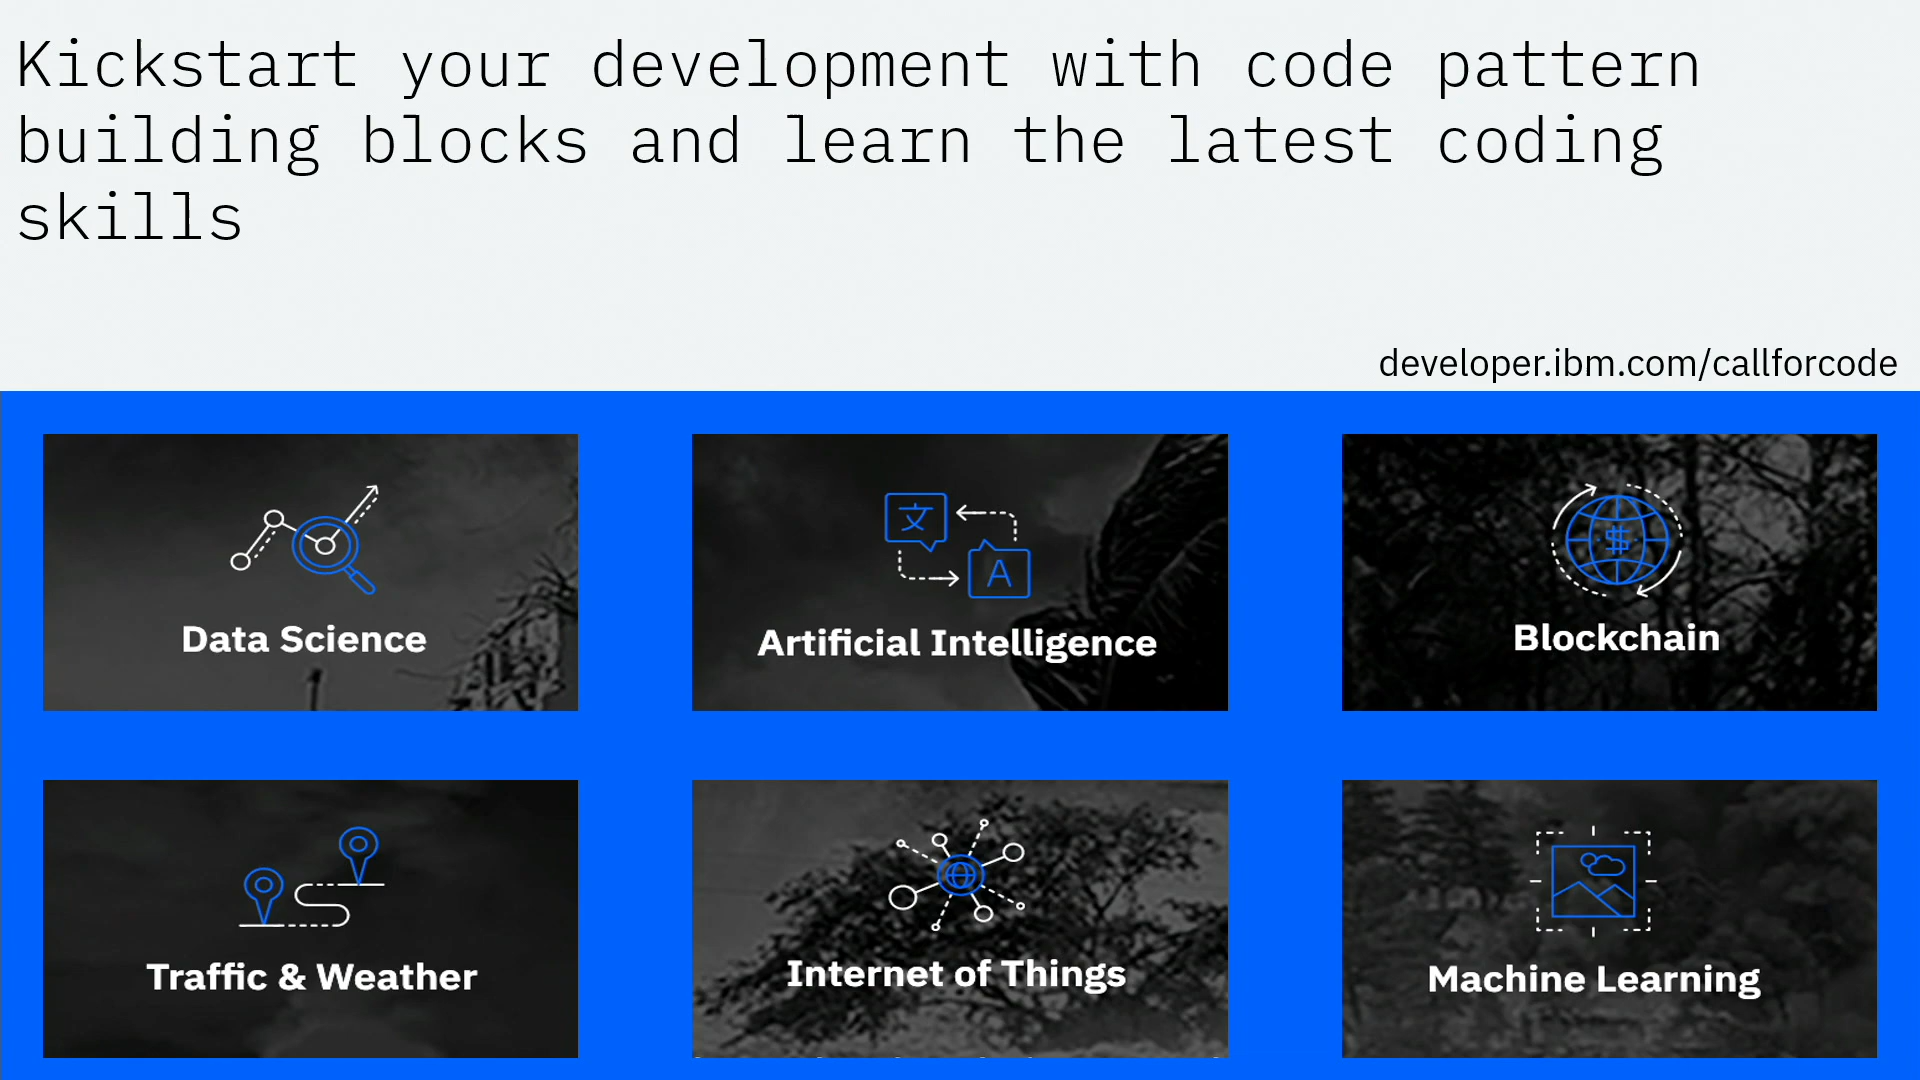 Kickstart your development with code pattern
building blocks and learn the latest coding
skills
developer.ibm.com/callforcode
文
A
$
Data Science
Artificial Intelligence
Blockchain
Traffic & Weather
Internet of Things
Machine Learning